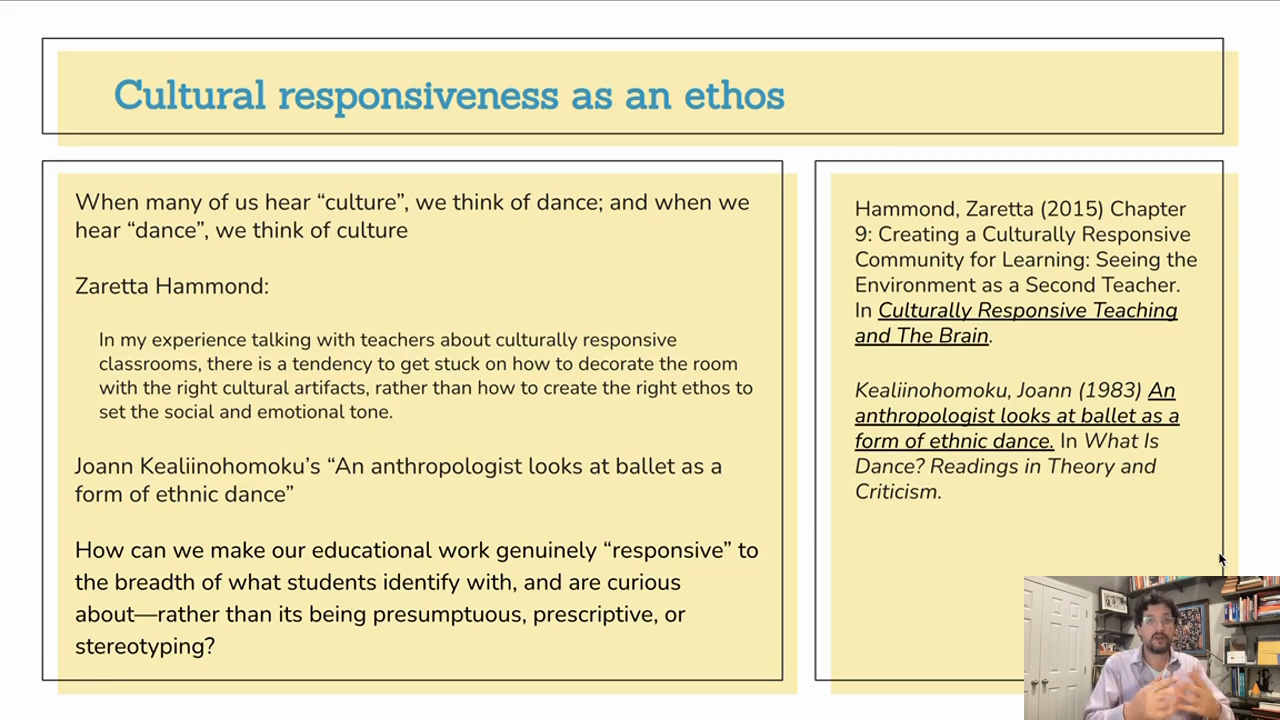 Cultural responsiveness as an ethos
When many of us hear “culture”, we think of dance; and when we
hear “dance”, we think of culture
Zaretta Hammond:
In my experience talking with teachers about culturally responsive
classrooms, there is a tendency to get stuck on how to decorate the room
with the right cultural artifacts, rather than how to create the right ethos to
set the social and emotional tone.
Joann Kealiinohomoku’s “An anthropologist looks at ballet as a
form of ethnic dance”
How can we make our educational work genuinely “responsive” to
the breadth of what students identify with, and are curious
about—rather than its being presumptuous, prescriptive, or
stereotyping?
Hammond, Zaretta (2015) Chapter
9: Creating a Culturally Responsive
Community for Learning: Seeing the
Environment as a Second Teacher.
In Culturally Responsive Teaching
and The Brain.
Kealiinohomoku, Joann (1983) An
anthropologist looks at ballet as a
form of ethnic dance. In What Is
Dance? Readings in Theory and
Criticism.